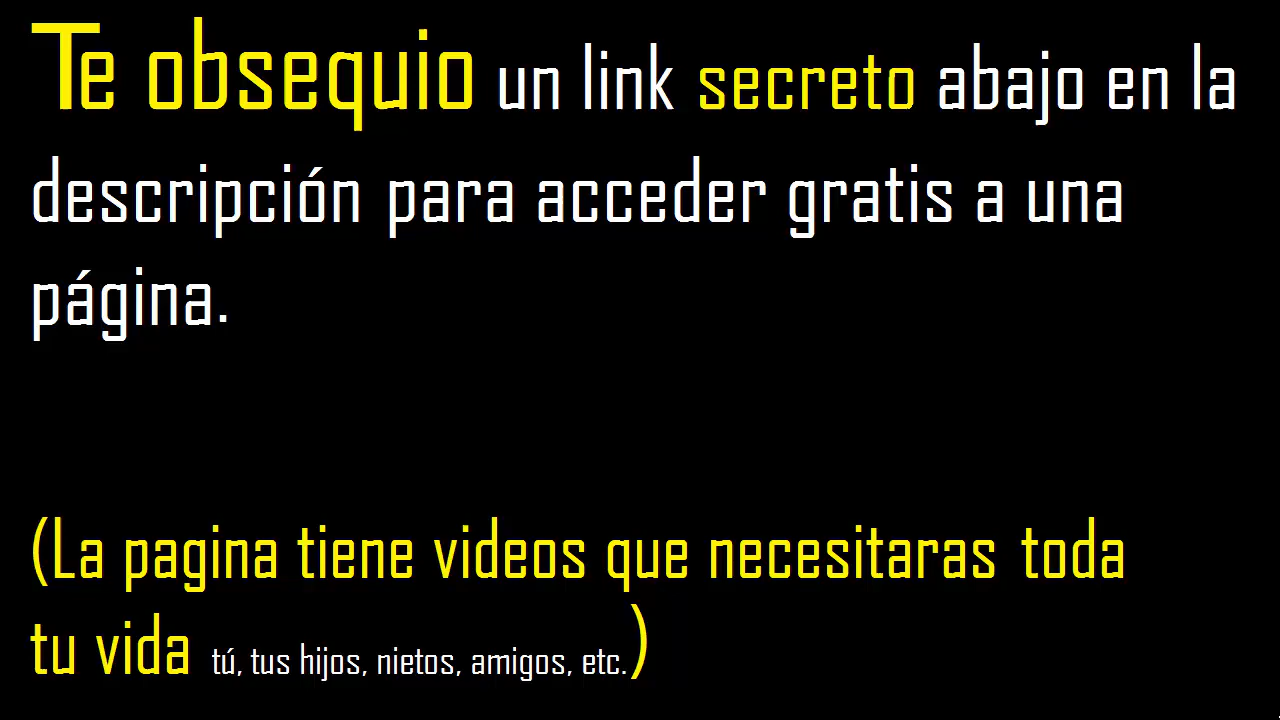 Te obsequio un link secreto abajo en la
descripción para acceder gratis a una
página.
(La pagina tiene videos que necesitaras toda
tu vida tú, tus hijos, nietos, amigos, etc.)